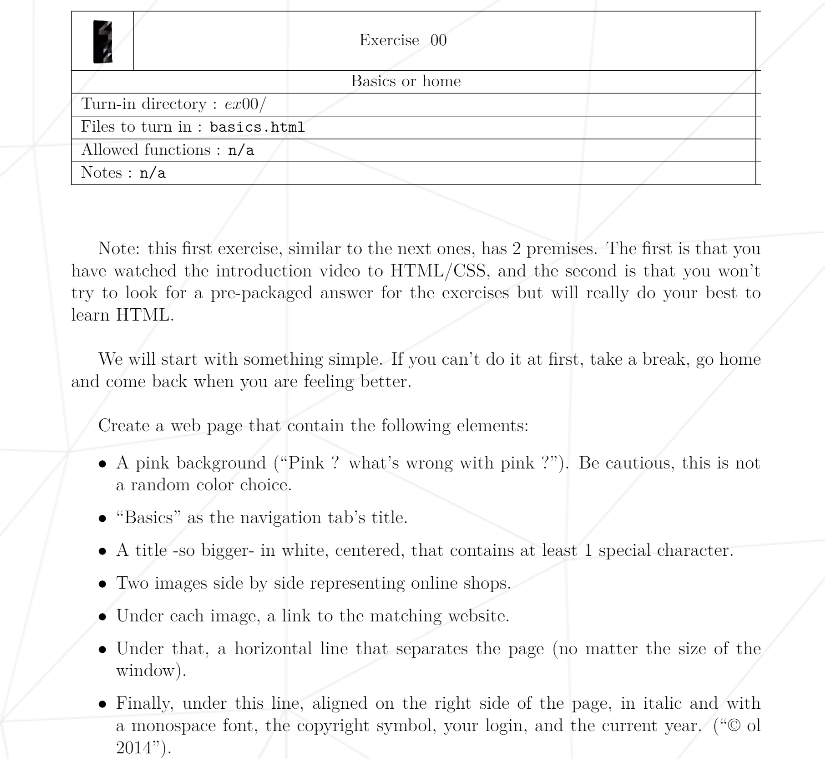 Exercise 00
Basics or home
Turn-in directory : ex00/
Files to turn in : basics.html
Allowed functions : n/a
Notes : n/a
Note: this first exercise, similar to the next ones, has 2 premises. The first is that you
have watched the introduction video to HTML/CSS, and the second is that you won't
try to look for a pre-packaged answer for the exercises but will really do your best to
learn HTML.
We will start with something simple. If you can't do it at first, take a break, go home
and come back when you are feeling better.
Create a web page that contain the following elements:
• A pink background (“Pink ? what's wrong with pink ?”). Be cautious, this is not
a random color choice.
• “Basics” as the navigation tab's title.
• A title -so bigger- in white, centered, that contains at least 1 special character.
• Two images side by side representing online shops.
• Under each image, a link to the matching website.
• Under that, a horizontal line that separates the page (no matter the size of the
window).
• Finally, under this line, aligned on the right side of the page, in italic and with
a monospace font, the copyright symbol, your login, and the current year. (“© ol
2014”).